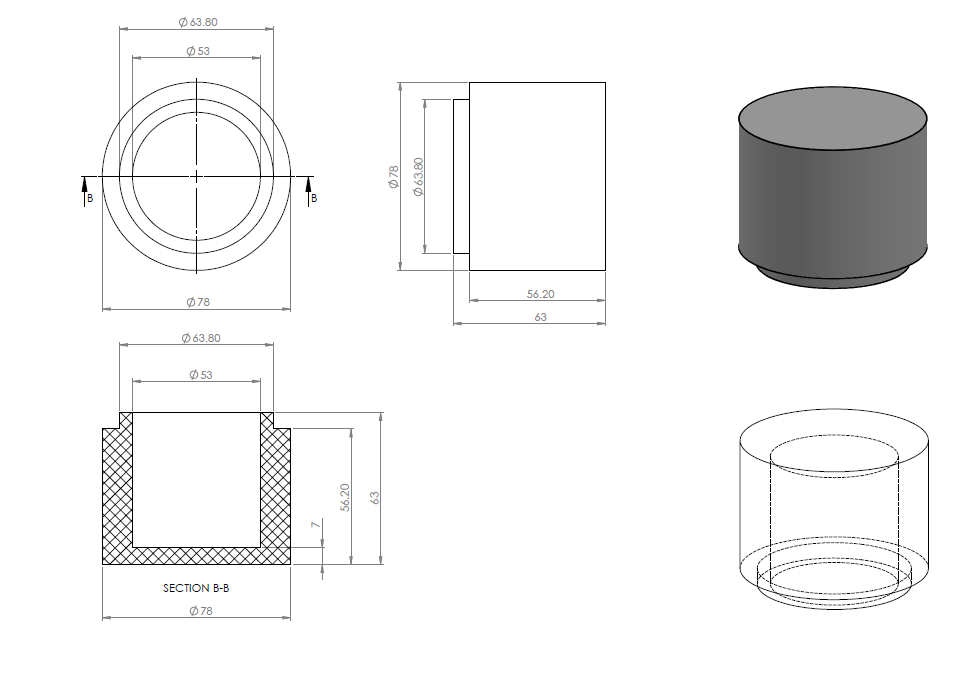 Ø 63.80
Ø 53
B
B
Ø 78
Ø 78
Ø 63.80
56.20
63
Ø 63.80
Ø 53
7
56.20
63
SECTION B-B
Ø 78